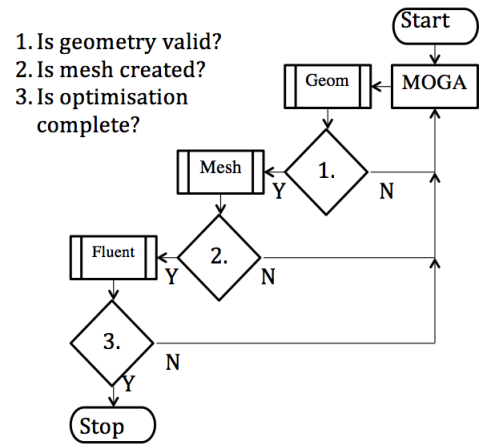 Start
1. Is geometry valid?
2. Is mesh created?
3. Is optimisation
complete?
Geom
MOGA
Mesh
1.
Y
N
Fluent
2.
Y
N
3.
N
Y
Stop